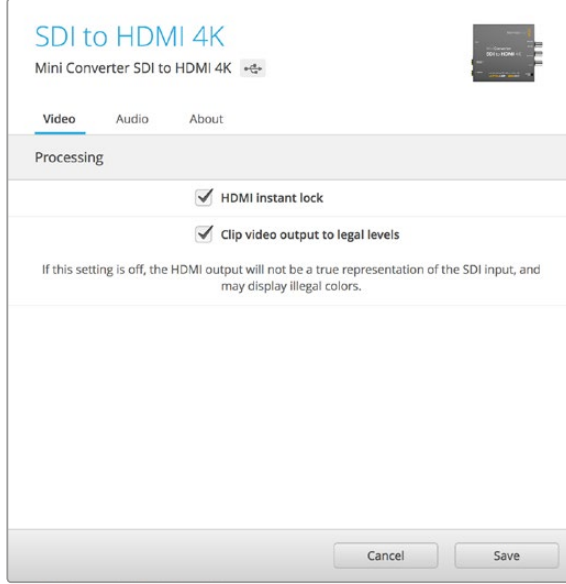 SDI to HDMI 4K
Mini Converter SDI to HDMI 4K
Video Audio About
Processing
HDMI instant lock
Clip video output to legal levels
If this setting is off, the HDMI output will not be a true representation of the SDI input, and
may display illegal colors.
Cancel Save